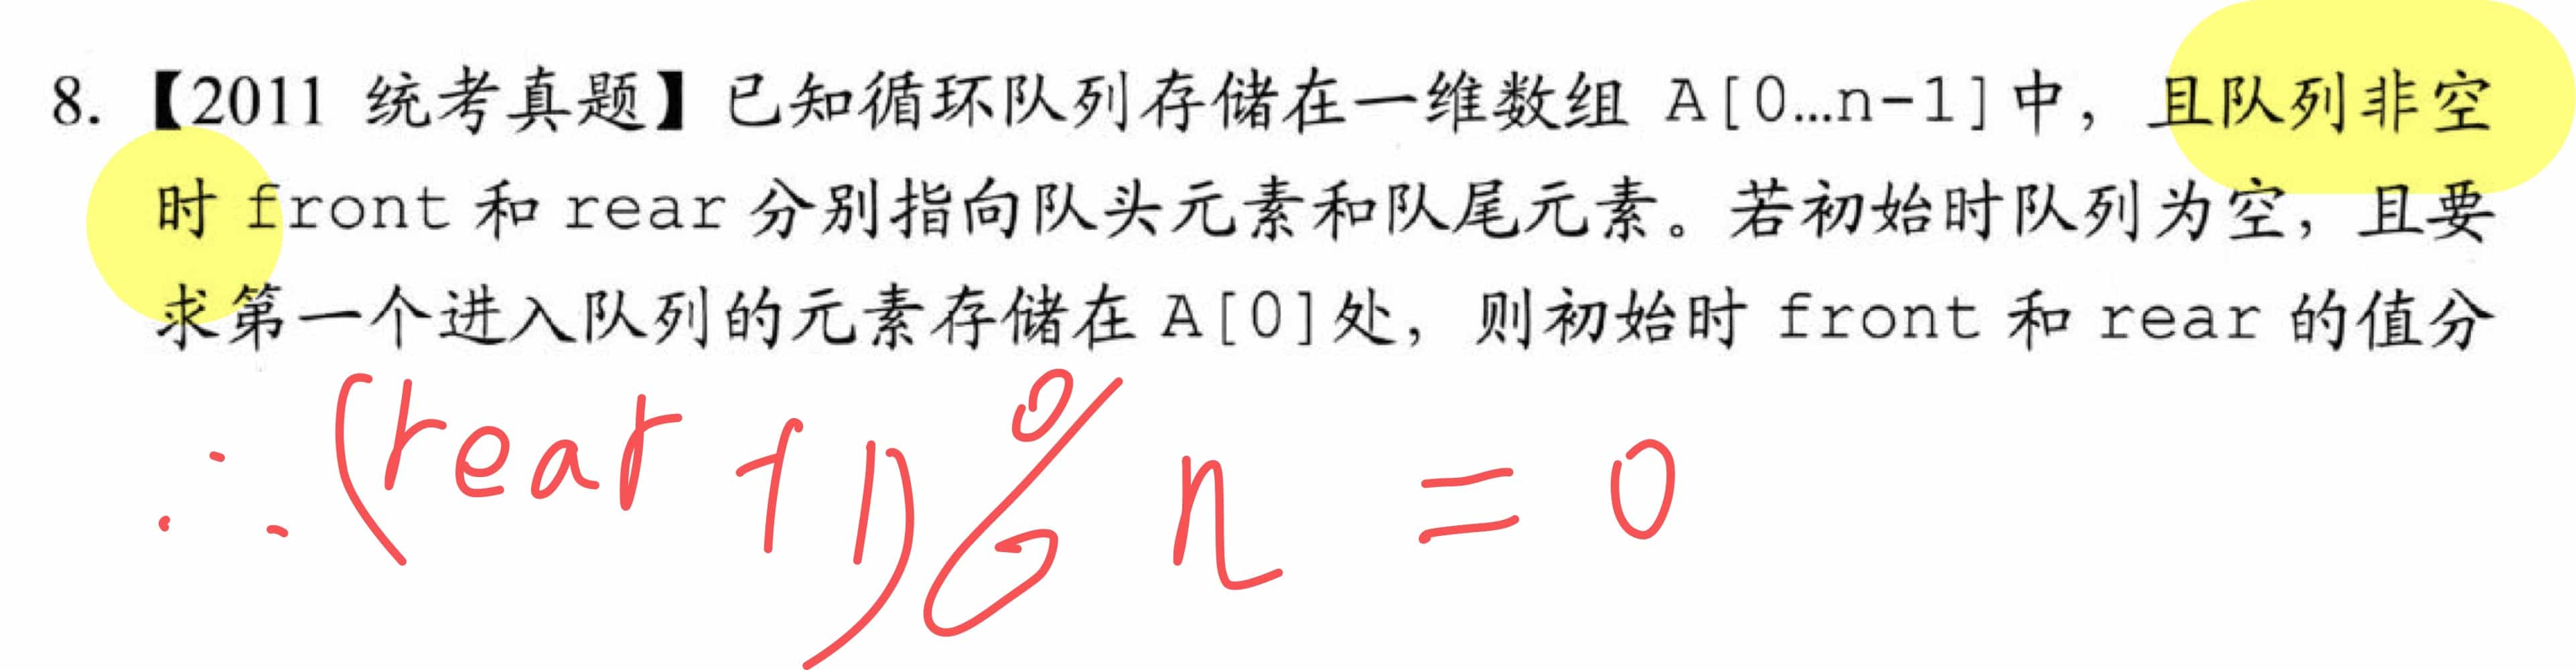 8. 【2011 统考真题】已知循环队列存储在一维数组 A[0…n-1]中，且队列非空
时 front 和 rear 分别指向队头元素和队尾元素。若初始时队列为空，且要
求第一个进入队列的元素存储在 A[0]处，则初始时 front 和 rear 的值分
∴ (rear + 1) % n = 0